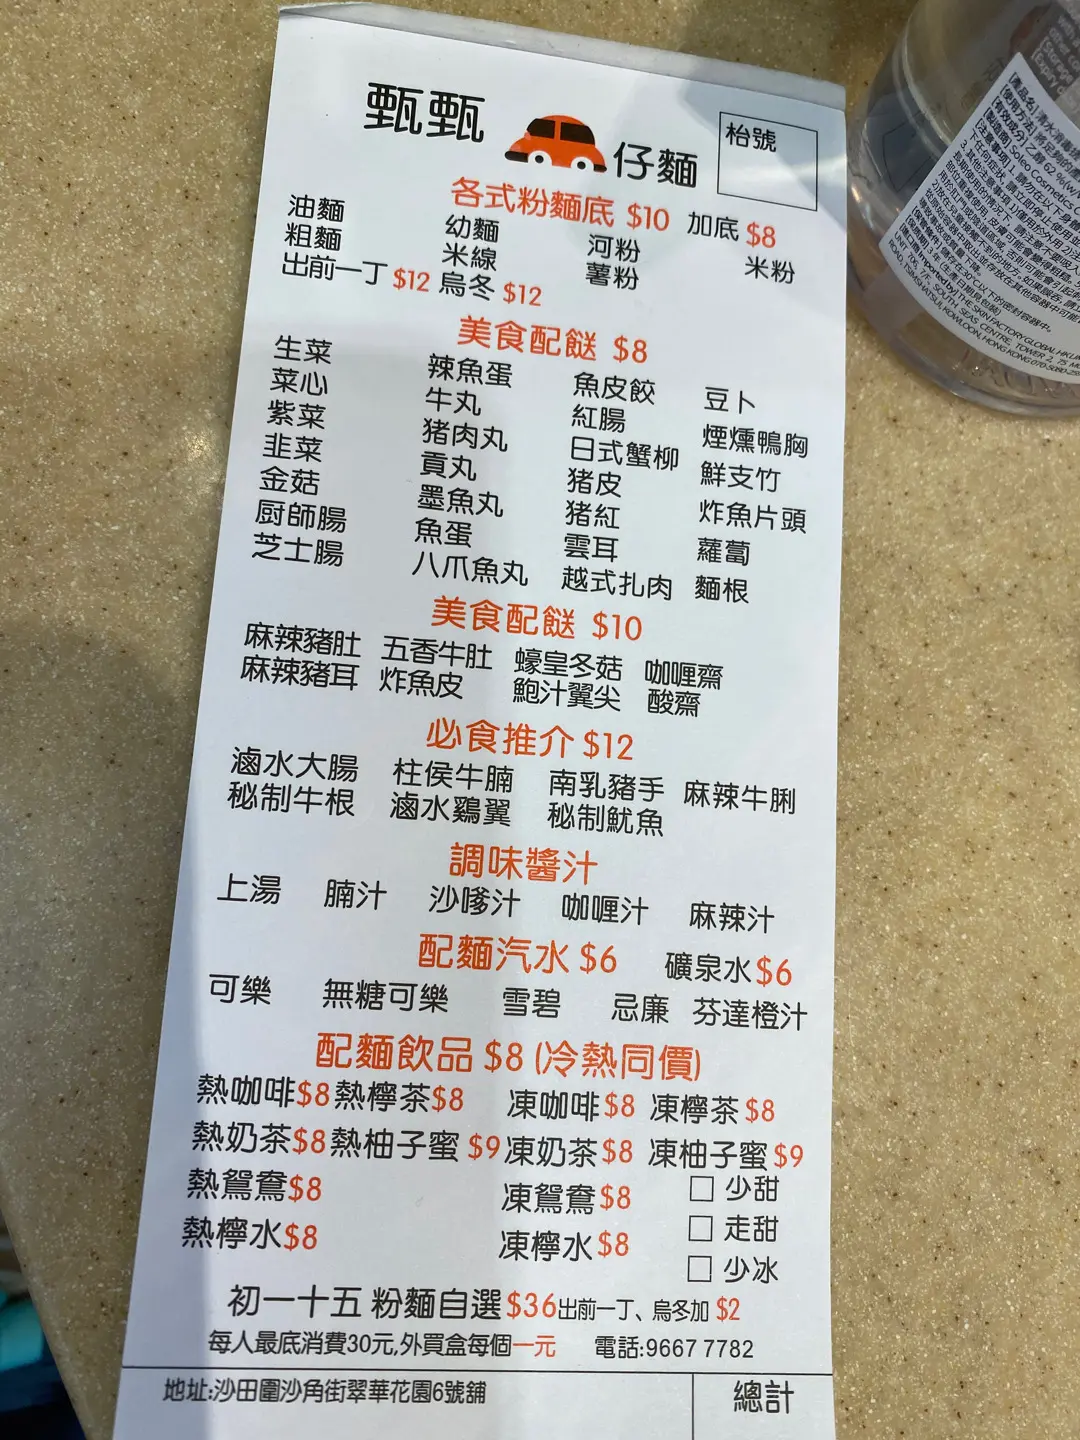 甄甄
仔麵
枱號
各式粉麵底 $10 加底 $8
油麵 幼麵 河粉 米粉
粗麵 米線 薯粉
出前一丁 $12 烏冬 $12
美食配餸 $8
生菜 辣魚蛋 魚皮餃 豆卜
菜心 牛丸 紅腸 煙燻鴨胸
紫菜 猪肉丸 日式蟹柳 鮮支竹
韭菜 貢丸 猪皮 炸魚片頭
金菇 墨魚丸 猪紅 蘿蔔
厨師腸 魚蛋 雲耳 麵根
芝士腸 八爪魚丸 越式扎肉
美食配餸 $10
麻辣豬肚 五香牛肚 蠔皇冬菇 咖喱齋
麻辣豬耳 炸魚皮 鮑汁翼尖 酸齋
必食推介 $12
滷水大腸 柱侯牛腩 南乳豬手 麻辣牛脷
秘制牛根 滷水鷄翼 秘制魷魚
調味醬汁
上湯 腩汁 沙嗲汁 咖喱汁 麻辣汁
配麵汽水 $6 礦泉水 $6
可樂 無糖可樂 雪碧 忌廉 芬達橙汁
配麵飲品 $8 (冷熱同價)
熱咖啡$8 熱檸茶$8 凍咖啡$8 凍檸茶$8
熱奶茶$8 熱柚子蜜 $9 凍奶茶$8 凍柚子蜜$9
熱鴛鴦$8 凍鴛鴦$8 □ 少甜
□ 走甜
熱檸水$8 凍檸水$8 □ 少冰
初一十五 粉麵自選 $36 出前一丁、烏冬加 $2
每人最底消費30元,外買盒每個一元 電話:9667 7782
地址:沙田圍沙角街翠華花園6號舖
總計